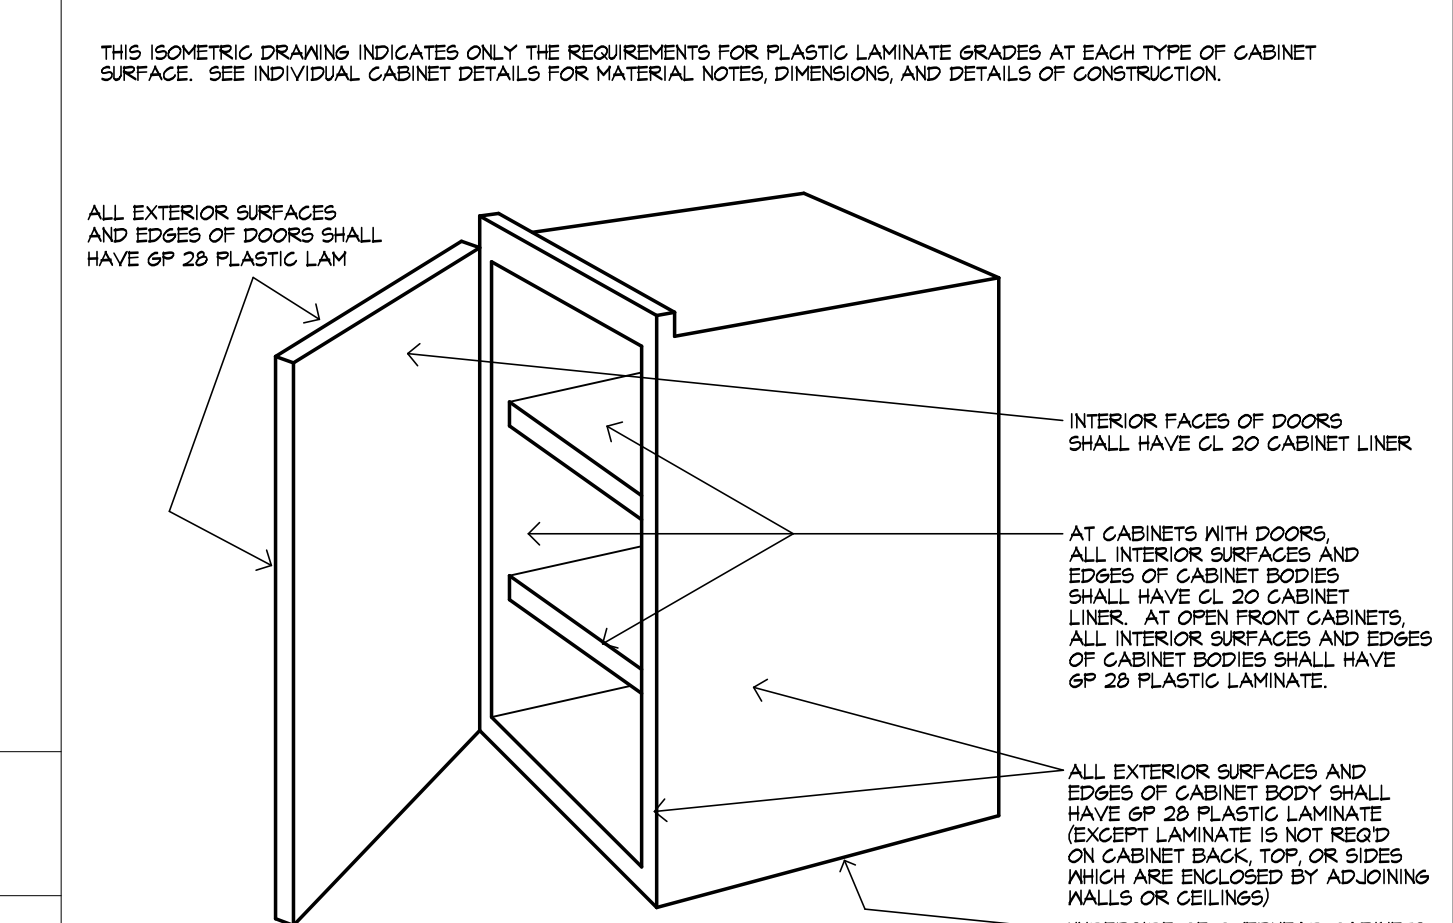 THIS ISOMETRIC DRAWING INDICATES ONLY THE REQUIREMENTS FOR PLASTIC LAMINATE GRADES AT EACH TYPE OF CABINET
SURFACE. SEE INDIVIDUAL CABINET DETAILS FOR MATERIAL NOTES, DIMENSIONS, AND DETAILS OF CONSTRUCTION.
ALL EXTERIOR SURFACES
AND EDGES OF DOORS SHALL
HAVE GP 28 PLASTIC LAM
INTERIOR FACES OF DOORS
SHALL HAVE CL 20 CABINET LINER
AT CABINETS WITH DOORS,
ALL INTERIOR SURFACES AND
EDGES OF CABINET BODIES
SHALL HAVE CL 20 CABINET
LINER. AT OPEN FRONT CABINETS,
ALL INTERIOR SURFACES AND EDGES
OF CABINET BODIES SHALL HAVE
GP 28 PLASTIC LAMINATE.
ALL EXTERIOR SURFACES AND
EDGES OF CABINET BODY SHALL
HAVE GP 28 PLASTIC LAMINATE
(EXCEPT LAMINATE IS NOT REQ'D
ON CABINET BACK, TOP, OR SIDES
WHICH ARE ENCLOSED BY ADJOINING
WALLS OR CEILINGS)